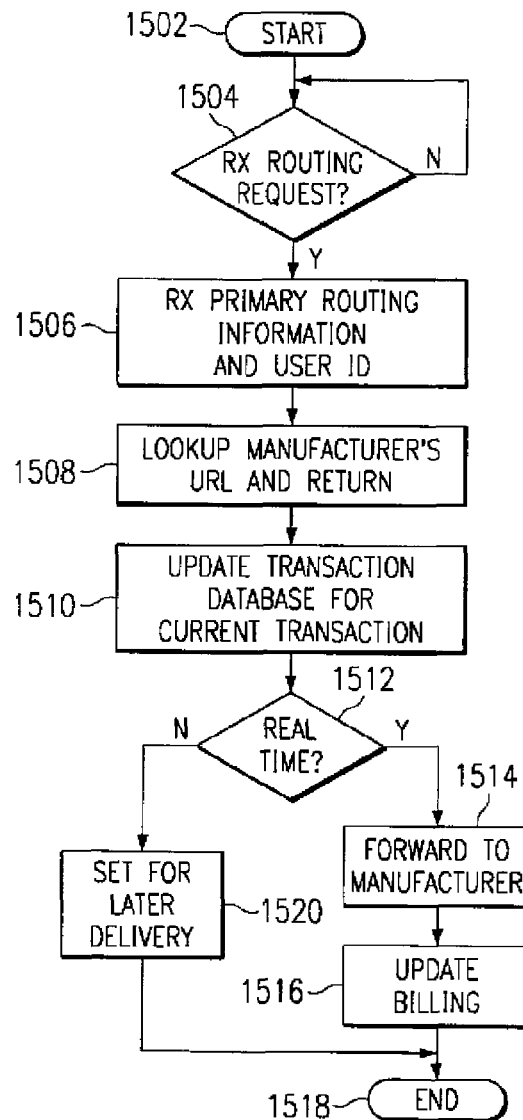 1502
START
1504
RX ROUTING
REQUEST?
N
Y
1506
RX PRIMARY ROUTING
INFORMATION
AND USER ID
1508
LOOKUP MANUFACTURER'S
URL AND RETURN
1510
UPDATE TRANSACTION
DATABASE FOR
CURRENT TRANSACTION
1512
N
REAL
TIME?
Y
1514
FORWARD TO
MANUFACTURER
SET FOR
LATER
DELIVERY
1520
1516
UPDATE
BILLING
1518
END